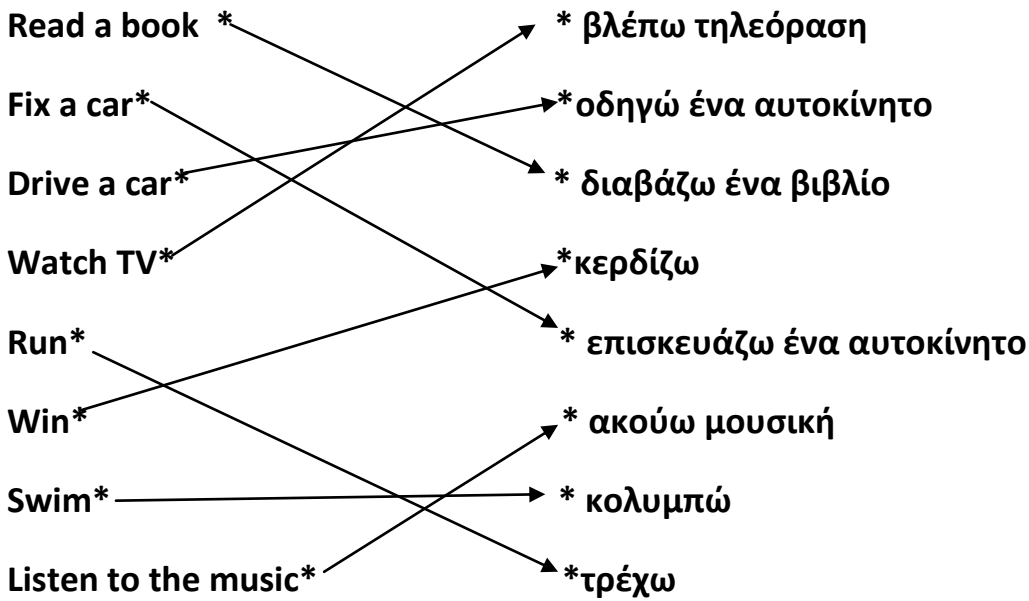 Read a book * * βλέπω τηλεόραση
Fix a car* *οδηγώ ένα αυτοκίνητο
Drive a car* * διαβάζω ένα βιβλίο
Watch TV* *κερδίζω
Run* * επισκευάζω ένα αυτοκίνητο
Win* * ακούω μουσική
Swim* * κολυμπώ
Listen to the music* *τρέχω